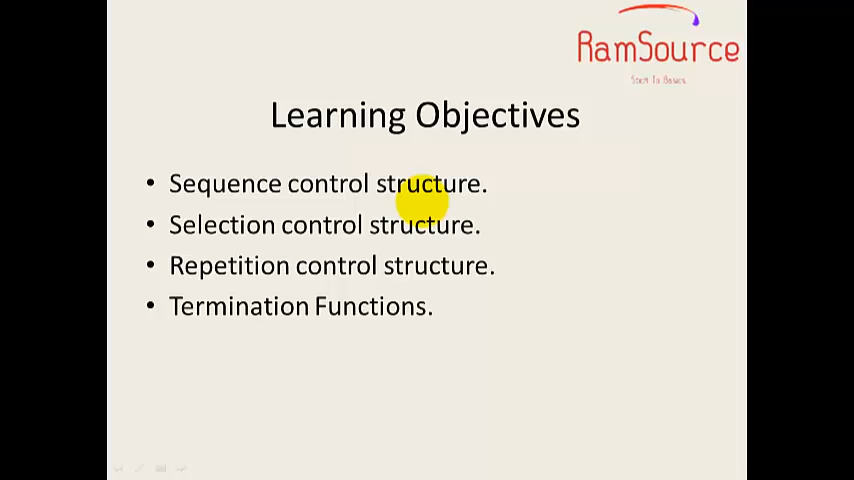 RamSource
Learning Objectives
• Sequence control structure.
• Selection control structure.
• Repetition control structure.
• Termination Functions.